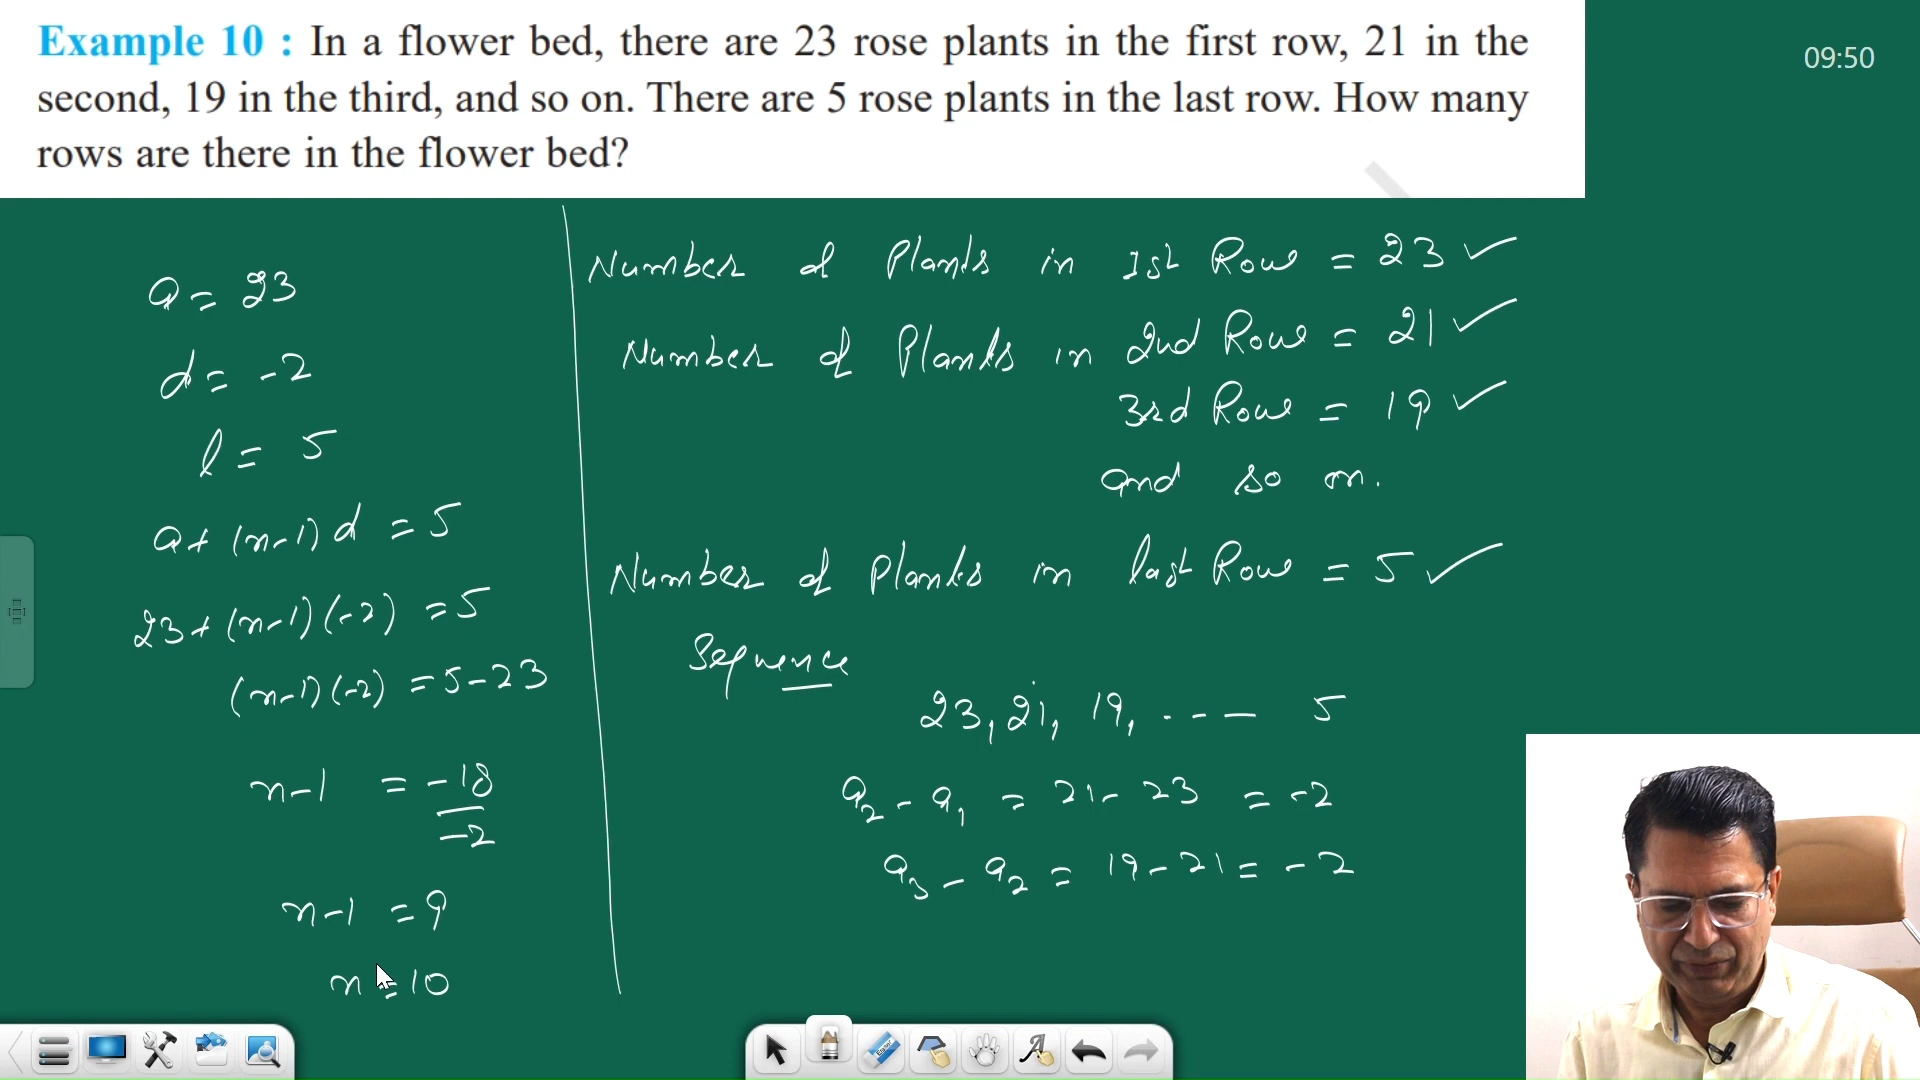 Example 10 : In a flower bed, there are 23 rose plants in the first row, 21 in the
second, 19 in the third, and so on. There are 5 rose plants in the last row. How many
rows are there in the flower bed?
09:50
a = 23
d = -2
l = 5
a + (n-1) d = 5
23 + (n-1) (-2) = 5
(n-1) (-2) = 5-23
n-1 = -18
-2
n-1 = 9
n = 10
Number of Plants in 1st Row = 23 ✓
Number of Plants in 2nd Row = 21 ✓
3rd Row = 19 ✓
and so on.
Number of Plants in last Row = 5 ✓
Sequence
23, 21, 19, - - - 5
a2 - a1 = 21 - 23 = -2
a3 - a2 = 19 - 21 = -2